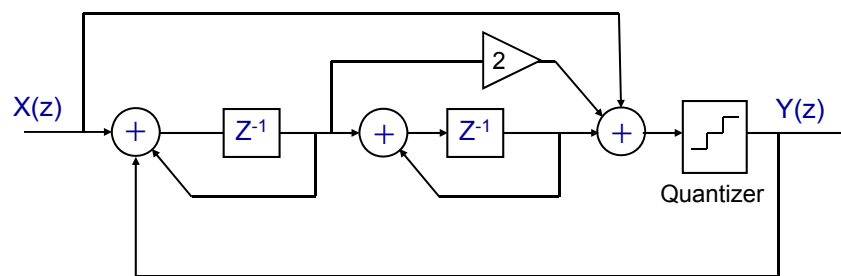 2
X(z)
Y(z)
+
Z-1
+
Z-1
+
Quantizer